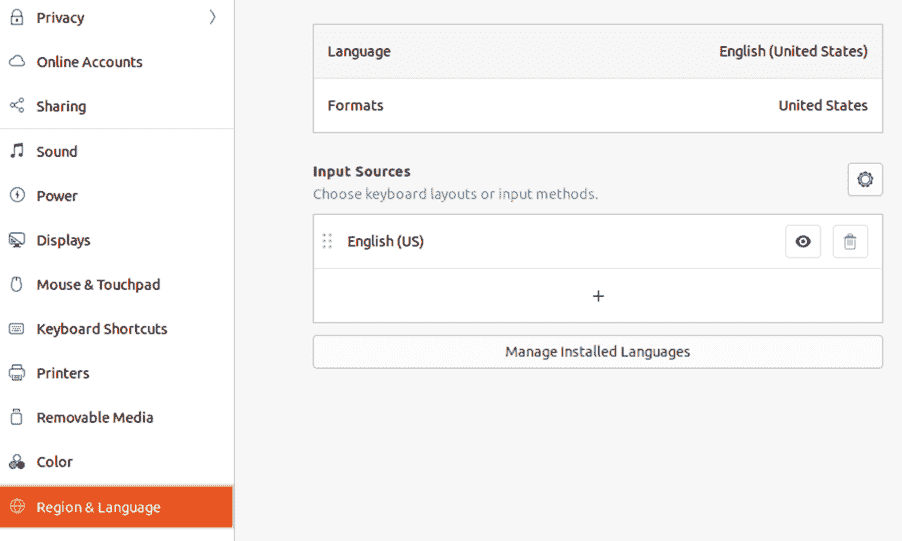 Privacy
Online Accounts
Sharing
Sound
Power
Displays
Mouse & Touchpad
Keyboard Shortcuts
Printers
Removable Media
Color
Region & Language
Language English (United States)
Formats United States
Input Sources
Choose keyboard layouts or input methods.
English (US)
+
Manage Installed Languages